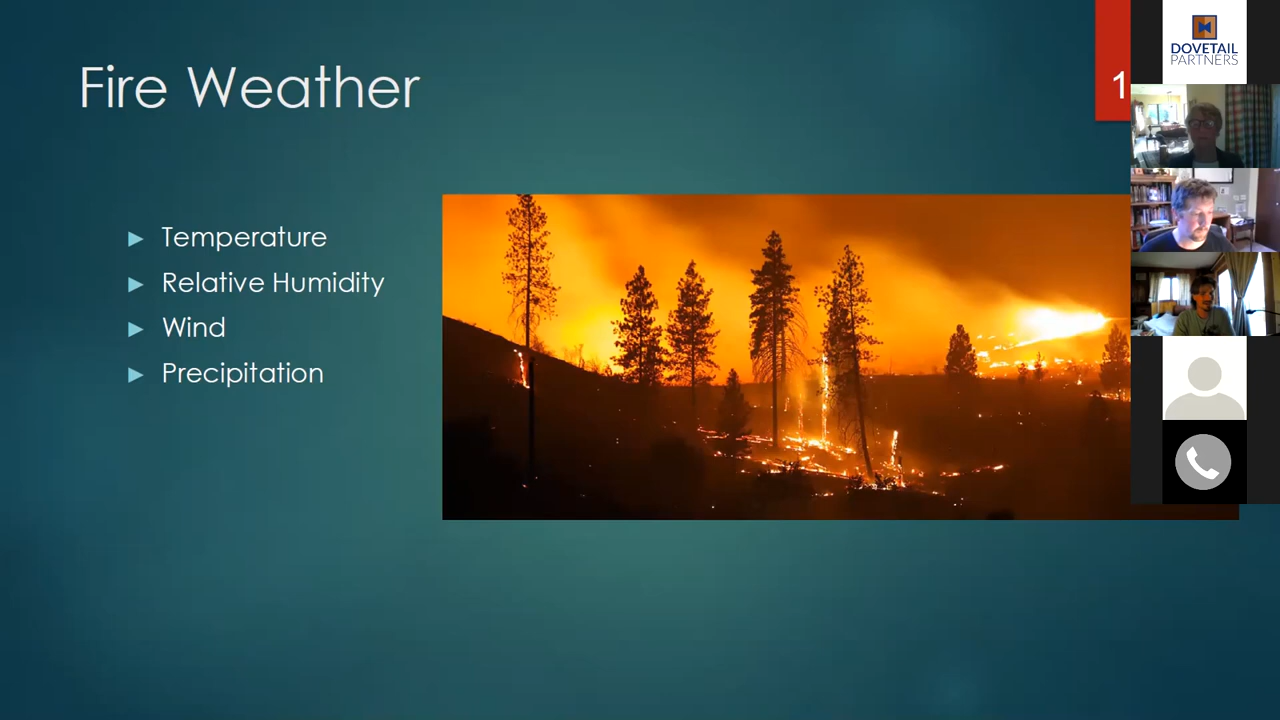 Fire Weather
Temperature
Relative Humidity
Wind
Precipitation
1
DOVETAIL
PARTNERS